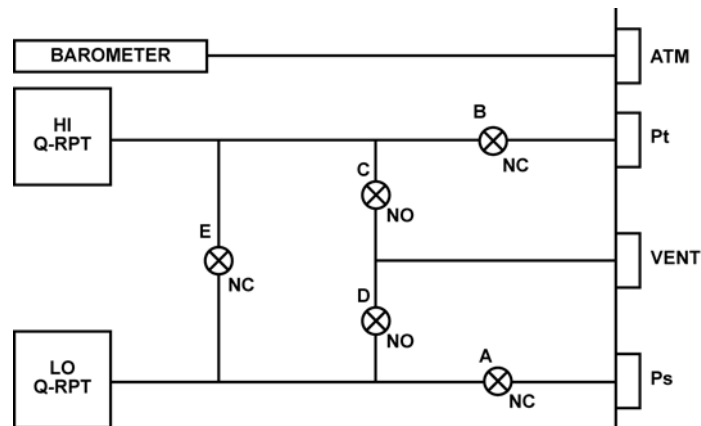 BAROMETER
ATM
HI
Q-RPT
B
NC
Pt
C
NO
E
NC
VENT
D
NO
LO
Q-RPT
A
NC
Ps